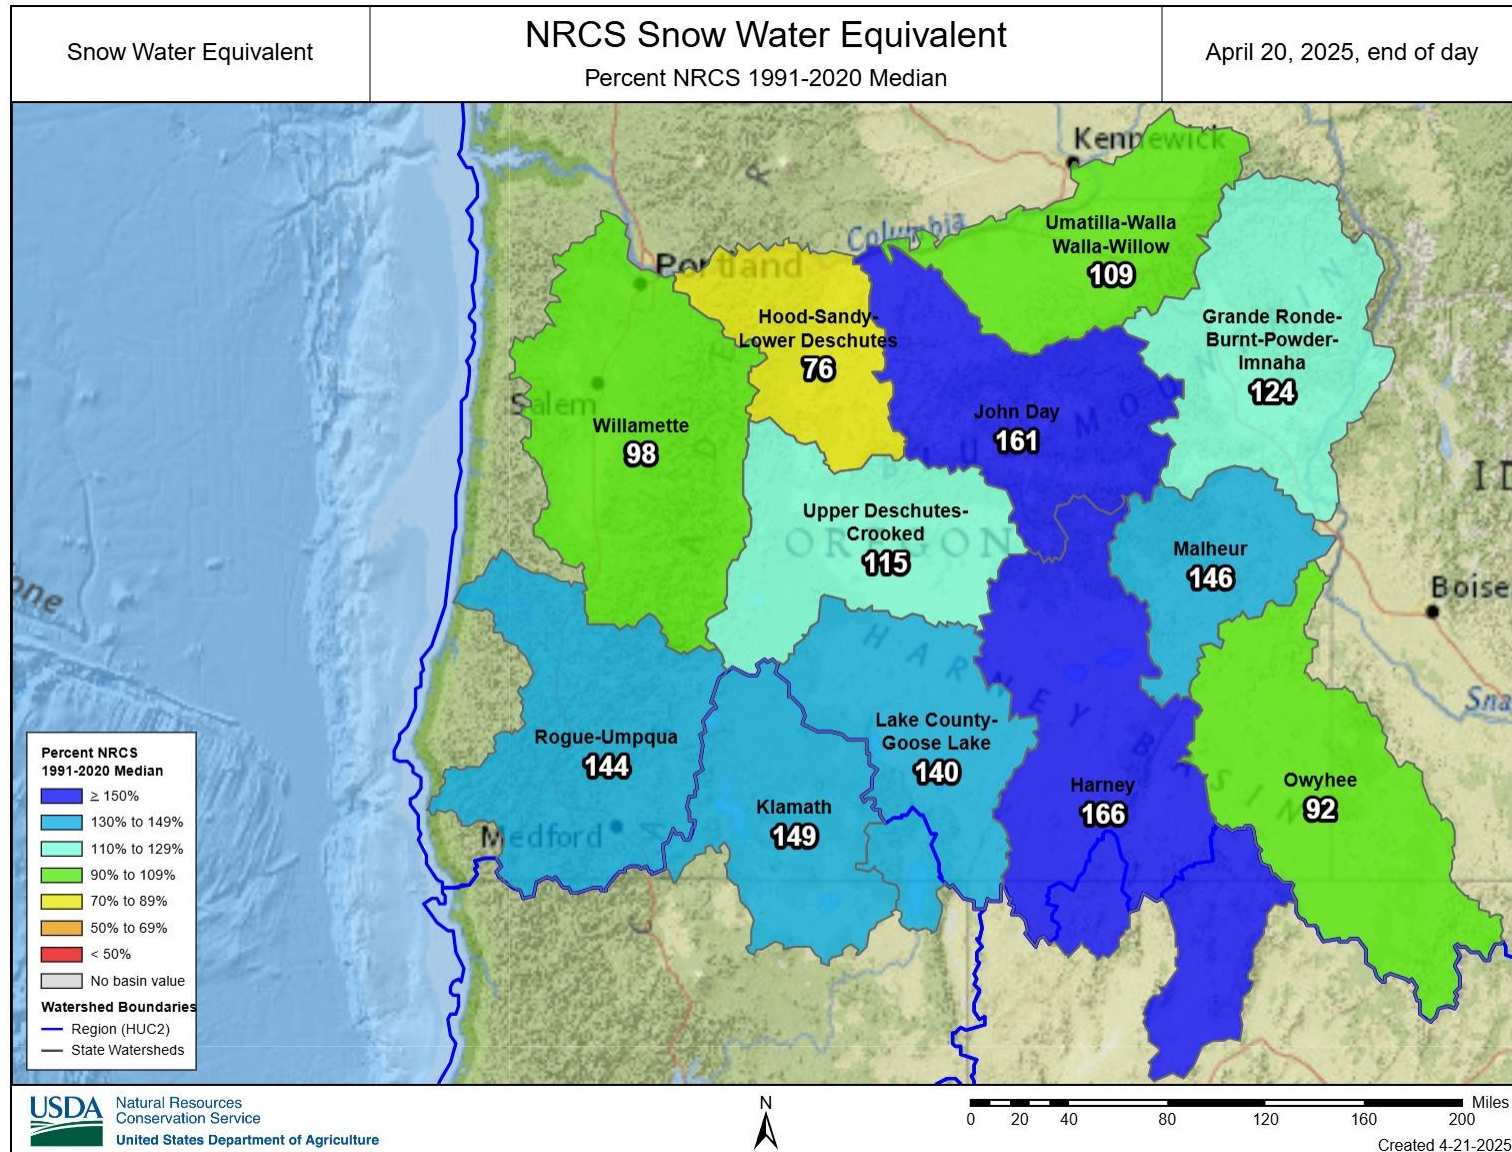 Snow Water Equivalent
NRCS Snow Water Equivalent
Percent NRCS 1991-2020 Median
April 20, 2025, end of day
Kennewick
Columbia
Umatilla-Walla
Walla-Willow
109
Portland
Hood-Sandy-
Lower Deschutes
76
Grande Ronde-
Burnt-Powder-
Imnaha
124
Salem
Willamette
98
John Day
161
Upper Deschutes-
Crooked
115
OREGON
Malheur
146
Boise
HARNEY BASIN
Rogue-Umpqua
144
Lake County-
Goose Lake
140
Klamath
149
Harney
166
Owyhee
92
Medford
Percent NRCS
1991-2020 Median
≥ 150%
130% to 149%
110% to 129%
90% to 109%
70% to 89%
50% to 69%
< 50%
No basin value
Watershed Boundaries
Region (HUC2)
State Watersheds
USDA
Natural Resources
Conservation Service
United States Department of Agriculture
N
Miles
0 20 40 80 120 160 200
Created 4-21-2025